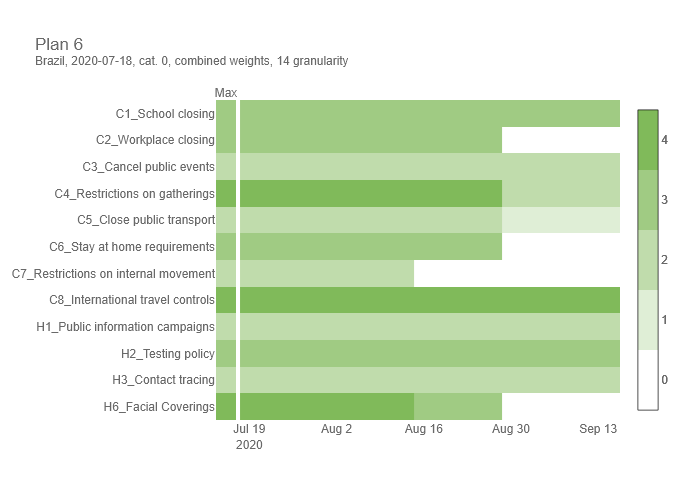 Plan 6
Brazil, 2020-07-18, cat. 0, combined weights, 14 granularity
Max
C1_School closing
C2_Workplace closing
C3_Cancel public events
C4_Restrictions on gatherings
C5_Close public transport
C6_Stay at home requirements
C7_Restrictions on internal movement
C8_International travel controls
H1_Public information campaigns
H2_Testing policy
H3_Contact tracing
H6_Facial Coverings
Jul 19 Aug 2 Aug 16 Aug 30 Sep 13
2020
4
3
2
1
0